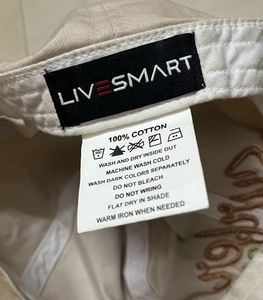 LIVESMART
100% COTTON
WASH AND DRY INSIDE OUT
MACHINE WASH COLD
WASH DARK COLORS SEPARATELY
DO NOT BLEACH
DO NOT WRING
FLAT DRY IN SHADE
WARM IRON WHEN NEEDED